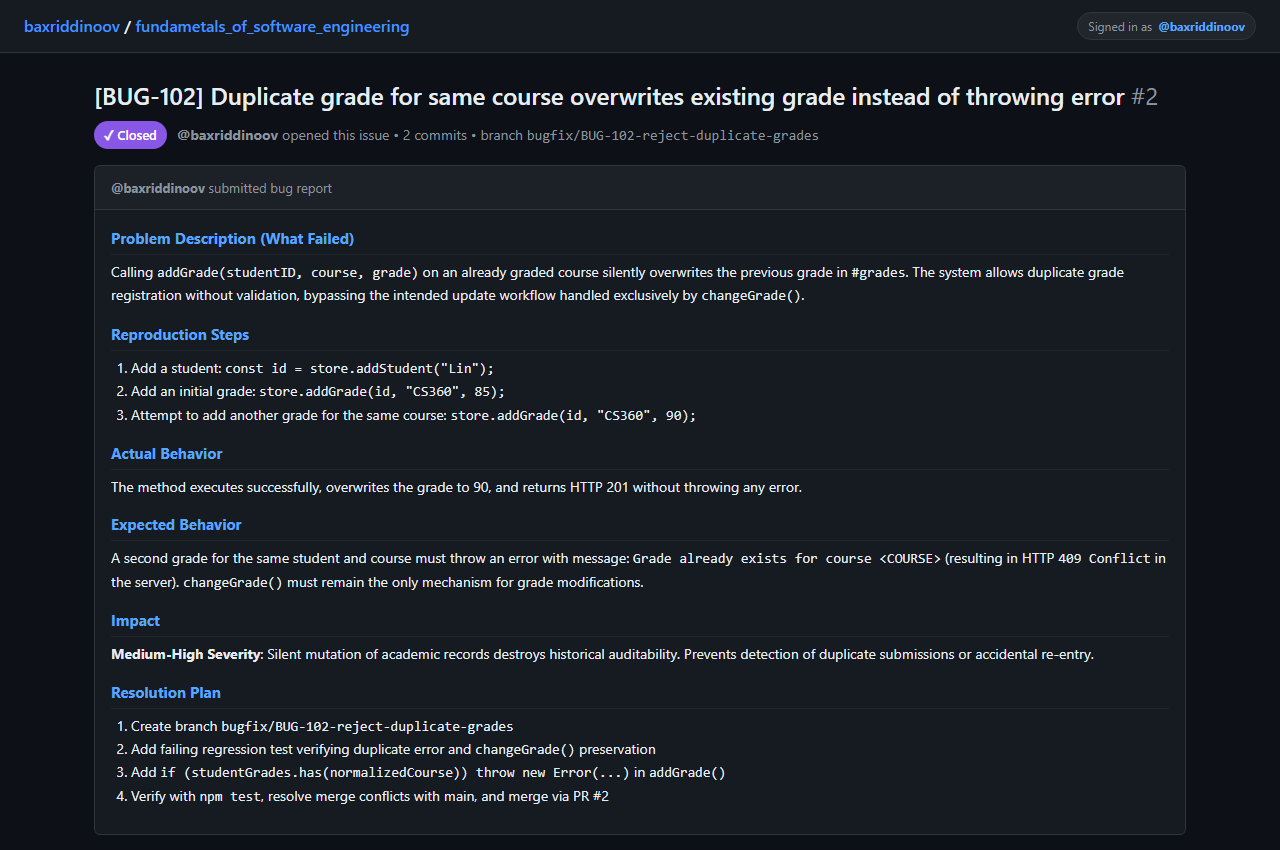 baxriddinoov / fundametals_of_software_engineering
Signed in as @baxriddinoov
[BUG-102] Duplicate grade for same course overwrites existing grade instead of throwing error #2
✓ Closed @baxriddinoov opened this issue • 2 commits • branch bugfix/BUG-102-reject-duplicate-grades
@baxriddinoov submitted bug report
Problem Description (What Failed)
Calling addGrade(studentID, course, grade) on an already graded course silently overwrites the previous grade in #grades. The system allows duplicate grade
registration without validation, bypassing the intended update workflow handled exclusively by changeGrade().
Reproduction Steps
1. Add a student: const id = store.addStudent("Lin");
2. Add an initial grade: store.addGrade(id, "CS360", 85);
3. Attempt to add another grade for the same course: store.addGrade(id, "CS360", 90);
Actual Behavior
The method executes successfully, overwrites the grade to 90, and returns HTTP 201 without throwing any error.
Expected Behavior
A second grade for the same student and course must throw an error with message: Grade already exists for course <COURSE> (resulting in HTTP 409 Conflict in
the server). changeGrade() must remain the only mechanism for grade modifications.
Impact
Medium-High Severity: Silent mutation of academic records destroys historical auditability. Prevents detection of duplicate submissions or accidental re-entry.
Resolution Plan
1. Create branch bugfix/BUG-102-reject-duplicate-grades
2. Add failing regression test verifying duplicate error and changeGrade() preservation
3. Add if (studentGrades.has(normalizedCourse)) throw new Error(...) in addGrade()
4. Verify with npm test, resolve merge conflicts with main, and merge via PR #2